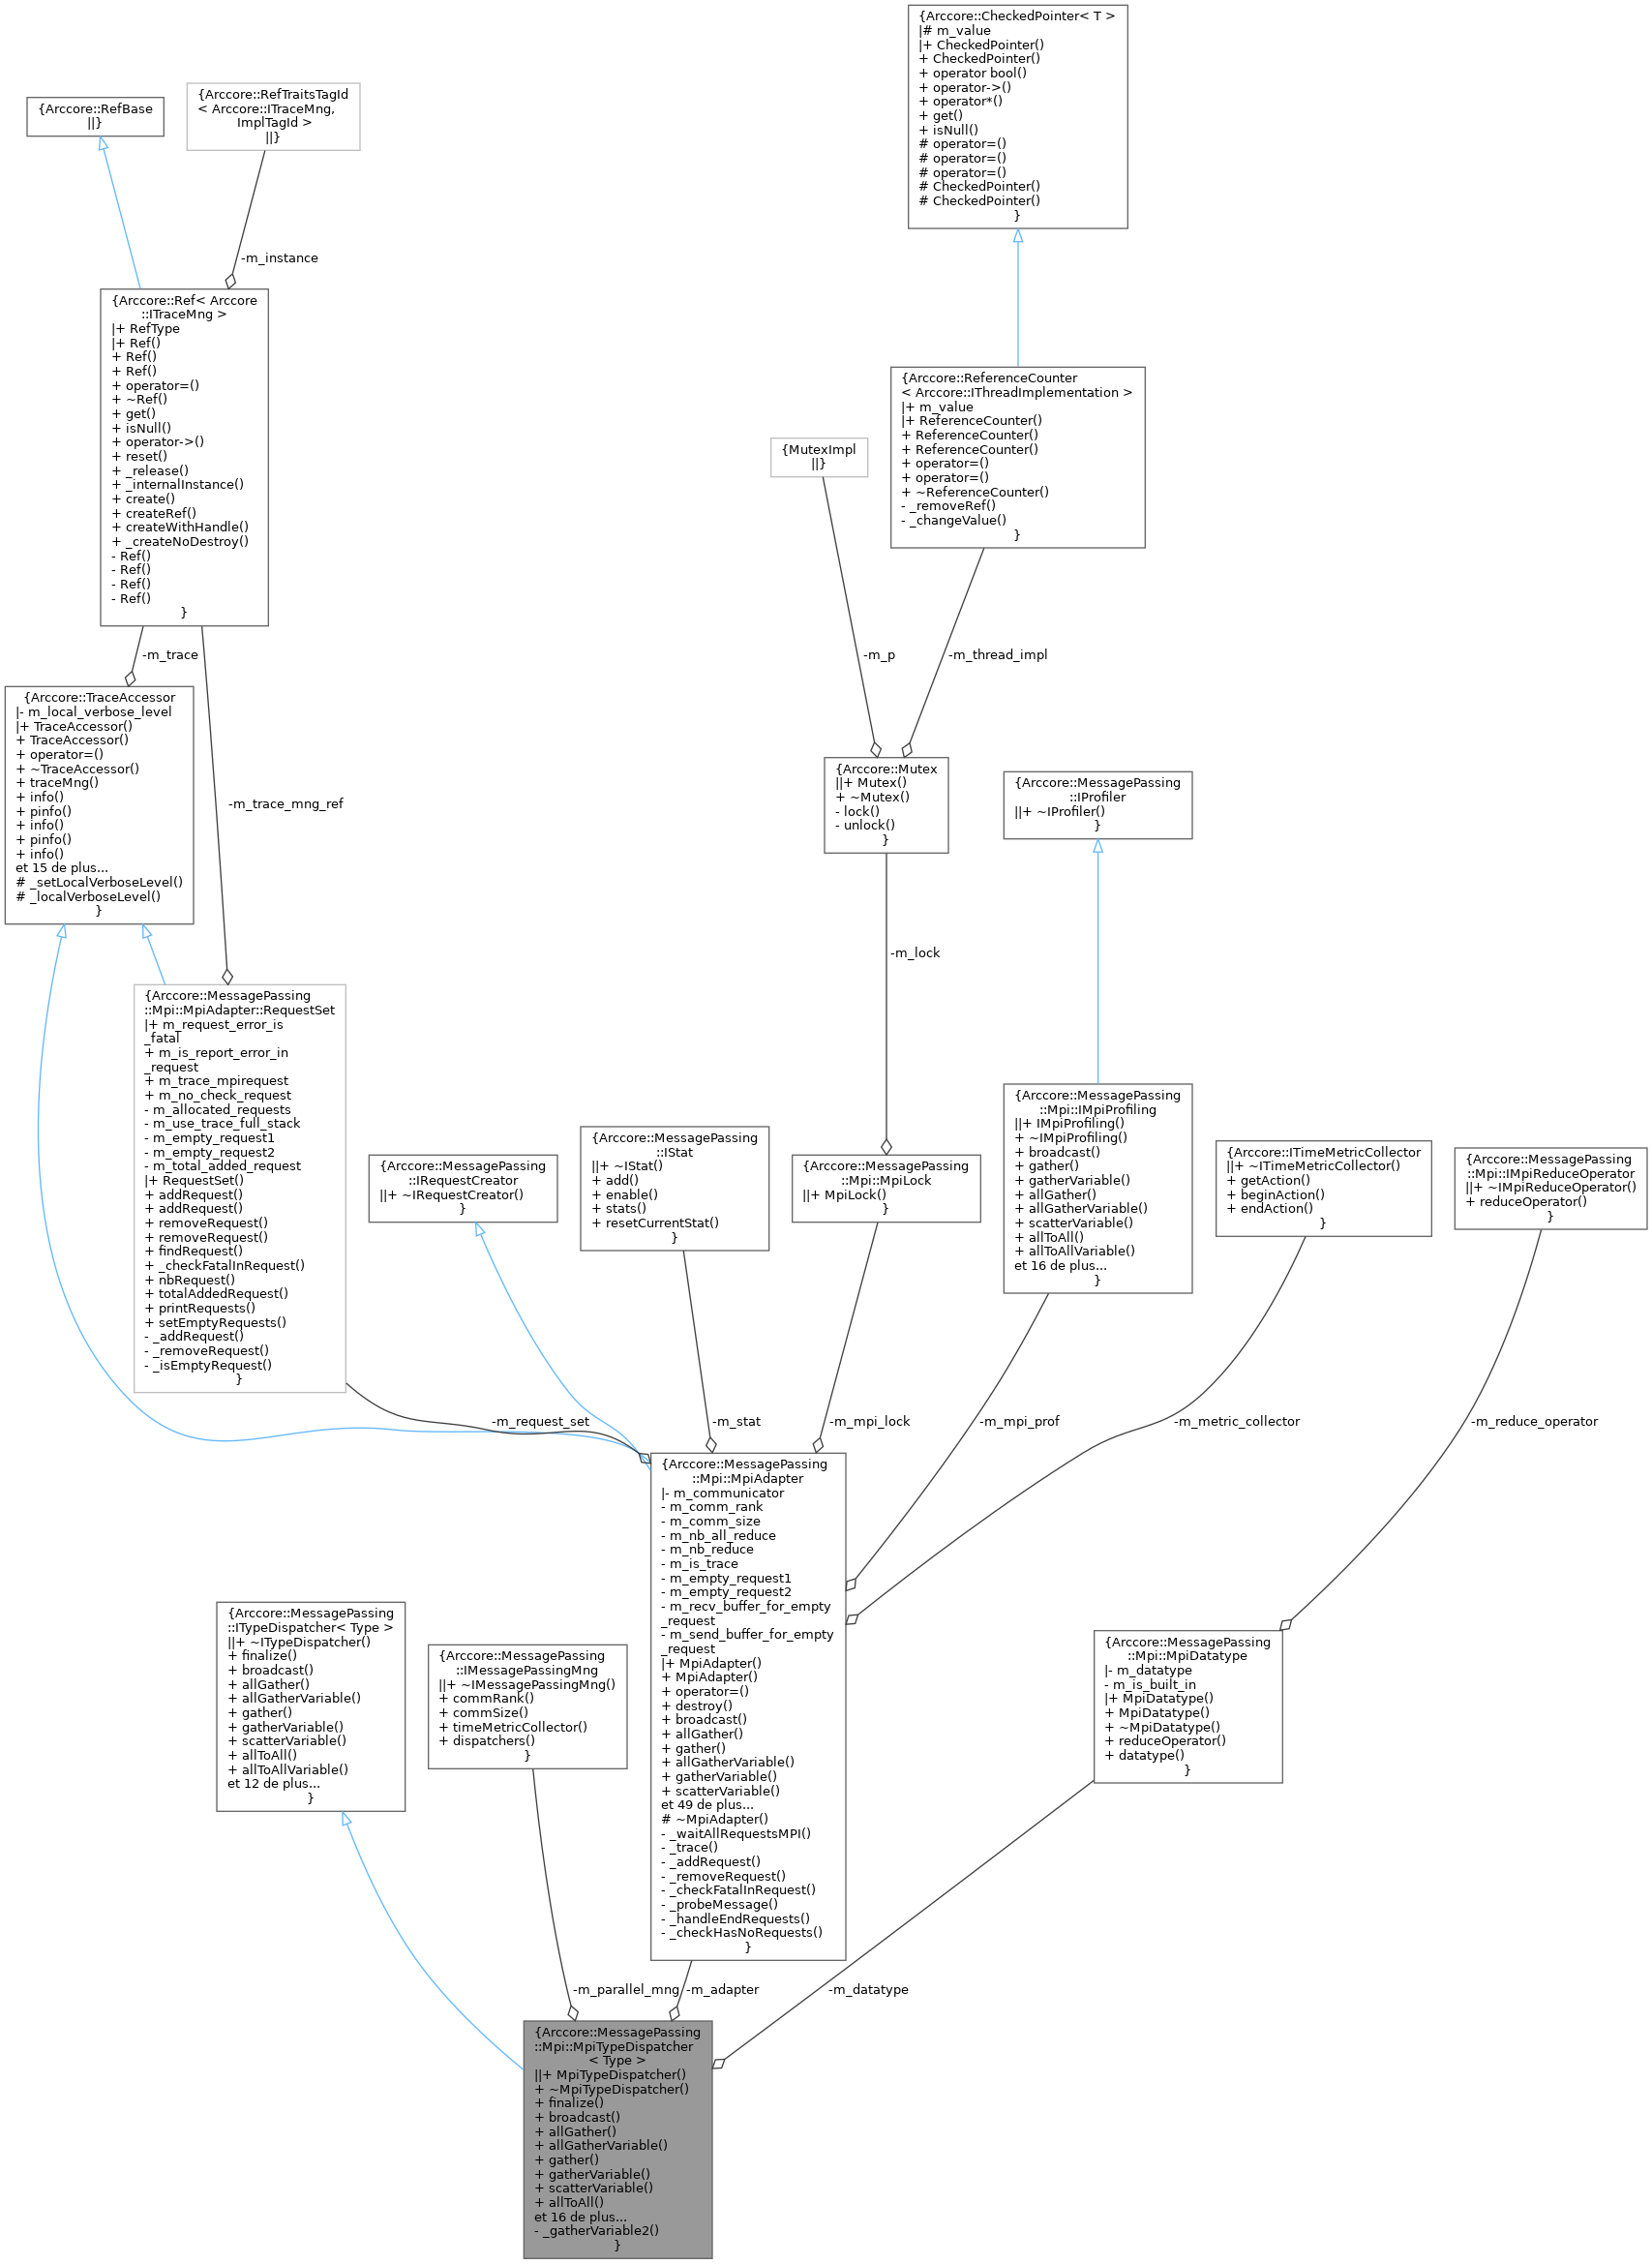 {Arccore::CheckedPointer< T >
|# m_value
|+ CheckedPointer()
+ CheckedPointer()
+ operator bool()
+ operator->()
+ operator*()
+ get()
+ isNull()
# operator=()
# operator=()
# operator=()
# CheckedPointer()
# CheckedPointer()
}
{Arccore::RefBase
||}
{Arccore::RefTraitsTagId
< Arccore::ITraceMng,
ImplTagId >
||}
-m_instance
{Arccore::Ref< Arccore
::ITraceMng >
|+ RefType
|+ Ref()
+ Ref()
+ Ref()
+ operator=()
+ ~Ref()
+ get()
+ isNull()
+ operator->()
+ reset()
+ _release()
+ _internalInstance()
+ create()
+ createRef()
+ createWithHandle()
+ _createNoDestroy()
- Ref()
- Ref()
- Ref()
- Ref()
}
{Arccore::ReferenceCounter
< Arccore::IThreadImplementation >
|+ m_value
|+ ReferenceCounter()
+ ReferenceCounter()
+ ReferenceCounter()
+ operator=()
+ operator=()
+ ~ReferenceCounter()
- _removeRef()
- _changeValue()
}
{MutexImpl
||}
-m_trace
-m_p
-m_thread_impl
{Arccore::TraceAccessor
|- m_local_verbose_level
|+ TraceAccessor()
+ TraceAccessor()
+ operator=()
+ ~TraceAccessor()
+ traceMng()
+ info()
+ pinfo()
+ info()
+ pinfo()
+ info()
et 15 de plus...
# _setLocalVerboseLevel()
# _localVerboseLevel()
}
-m_trace_mng_ref
{Arccore::Mutex
||+ Mutex()
+ ~Mutex()
- lock()
- unlock()
}
{Arccore::MessagePassing
::IProfiler
||+ ~IProfiler()
}
-m_lock
{Arccore::MessagePassing
::Mpi::MpiAdapter::RequestSet
|+ m_request_error_is
_fatal
+ m_is_report_error_in
_request
+ m_trace_mpirequest
+ m_no_check_request
- m_allocated_requests
- m_use_trace_full_stack
- m_empty_request1
- m_empty_request2
- m_total_added_request
|+ RequestSet()
+ addRequest()
+ addRequest()
+ removeRequest()
+ removeRequest()
+ findRequest()
+ _checkFatalInRequest()
+ nbRequest()
+ totalAddedRequest()
+ printRequests()
+ setEmptyRequests()
- _addRequest()
- _removeRequest()
- _isEmptyRequest()
}
{Arccore::MessagePassing
::IRequestCreator
||+ ~IRequestCreator()
}
{Arccore::MessagePassing
::IStat
||+ ~IStat()
+ add()
+ enable()
+ stats()
+ resetCurrentStat()
}
{Arccore::MessagePassing
::Mpi::MpiLock
||+ MpiLock()
}
{Arccore::MessagePassing
::Mpi::IMpiProfiling
||+ IMpiProfiling()
+ ~IMpiProfiling()
+ broadcast()
+ gather()
+ gatherVariable()
+ allGather()
+ allGatherVariable()
+ scatterVariable()
+ allToAll()
+ allToAllVariable()
et 16 de plus...
}
{Arccore::ITimeMetricCollector
||+ ~ITimeMetricCollector()
+ getAction()
+ beginAction()
+ endAction()
}
{Arccore::MessagePassing
::Mpi::IMpiReduceOperator
||+ ~IMpiReduceOperator()
+ reduceOperator()
}
-m_request_set
-m_stat
-m_mpi_lock
-m_mpi_prof
-m_metric_collector
-m_reduce_operator
{Arccore::MessagePassing
::Mpi::MpiAdapter
|- m_communicator
- m_comm_rank
- m_comm_size
- m_nb_all_reduce
- m_nb_reduce
- m_is_trace
- m_empty_request1
- m_empty_request2
- m_recv_buffer_for_empty
_request
- m_send_buffer_for_empty
_request
|+ MpiAdapter()
+ MpiAdapter()
+ operator=()
+ destroy()
+ broadcast()
+ allGather()
+ gather()
+ allGatherVariable()
+ gatherVariable()
+ scatterVariable()
et 49 de plus...
# ~MpiAdapter()
- _waitAllRequestsMPI()
- _trace()
- _addRequest()
- _removeRequest()
- _checkFatalInRequest()
- _probeMessage()
- _handleEndRequests()
- _checkHasNoRequests()
}
{Arccore::MessagePassing
::ITypeDispatcher< Type >
||+ ~ITypeDispatcher()
+ finalize()
+ broadcast()
+ allGather()
+ allGatherVariable()
+ gather()
+ gatherVariable()
+ scatterVariable()
+ allToAll()
+ allToAllVariable()
et 12 de plus...
}
{Arccore::MessagePassing
::IMessagePassingMng
||+ ~IMessagePassingMng()
+ commRank()
+ commSize()
+ timeMetricCollector()
+ dispatchers()
}
{Arccore::MessagePassing
::Mpi::MpiDatatype
|- m_datatype
- m_is_built_in
|+ MpiDatatype()
+ MpiDatatype()
+ ~MpiDatatype()
+ reduceOperator()
+ datatype()
}
-m_parallel_mng
-m_adapter
-m_datatype
{Arccore::MessagePassing
::Mpi::MpiTypeDispatcher
< Type >
||+ MpiTypeDispatcher()
+ ~MpiTypeDispatcher()
+ finalize()
+ broadcast()
+ allGather()
+ allGatherVariable()
+ gather()
+ gatherVariable()
+ scatterVariable()
+ allToAll()
et 16 de plus...
- _gatherVariable2()
}